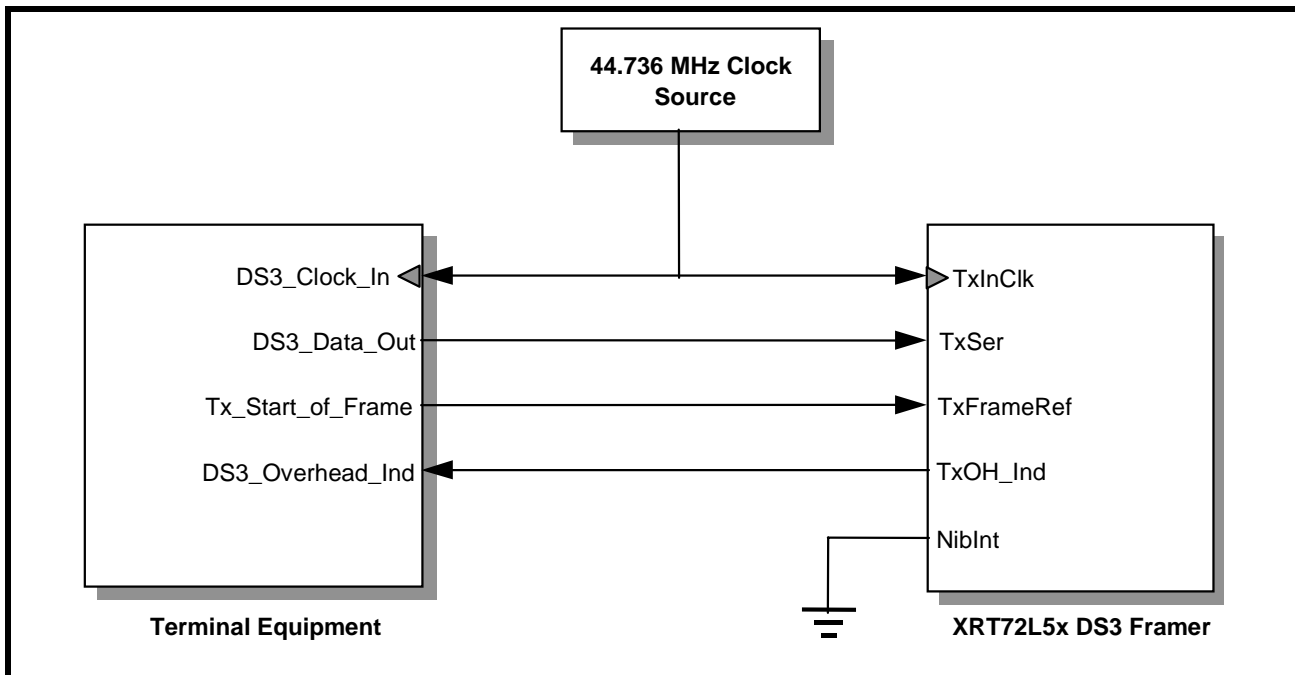 44.736 MHz Clock
Source
DS3_Clock_In
TxInClk
DS3_Data_Out
TxSer
Tx_Start_of_Frame
TxFrameRef
DS3_Overhead_Ind
TxOH_Ind
NibInt
Terminal Equipment
XRT72L5x DS3 Framer